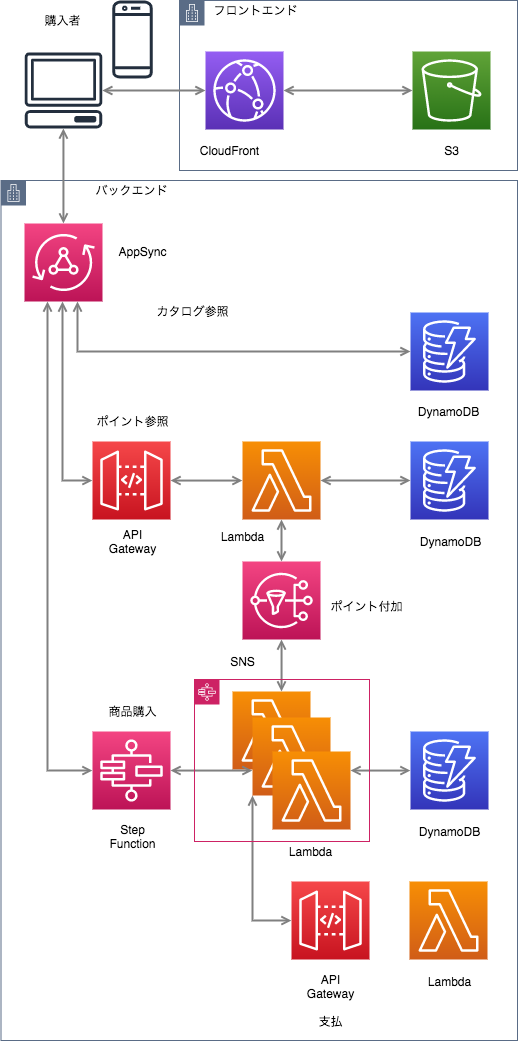 購入者
フロントエンド
CloudFront
S3
バックエンド
AppSync
カタログ参照
DynamoDB
ポイント参照
API
Gateway
Lambda
DynamoDB
ポイント付加
SNS
商品購入
Step
Function
Lambda
DynamoDB
API
Gateway
Lambda
支払